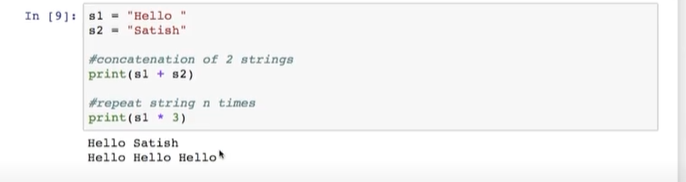 In [9]: s1 = "Hello "
s2 = "Satish"
#concatenation of 2 strings
print(s1 + s2)
#repeat string n times
print(s1 * 3)
Hello Satish
Hello Hello Hello